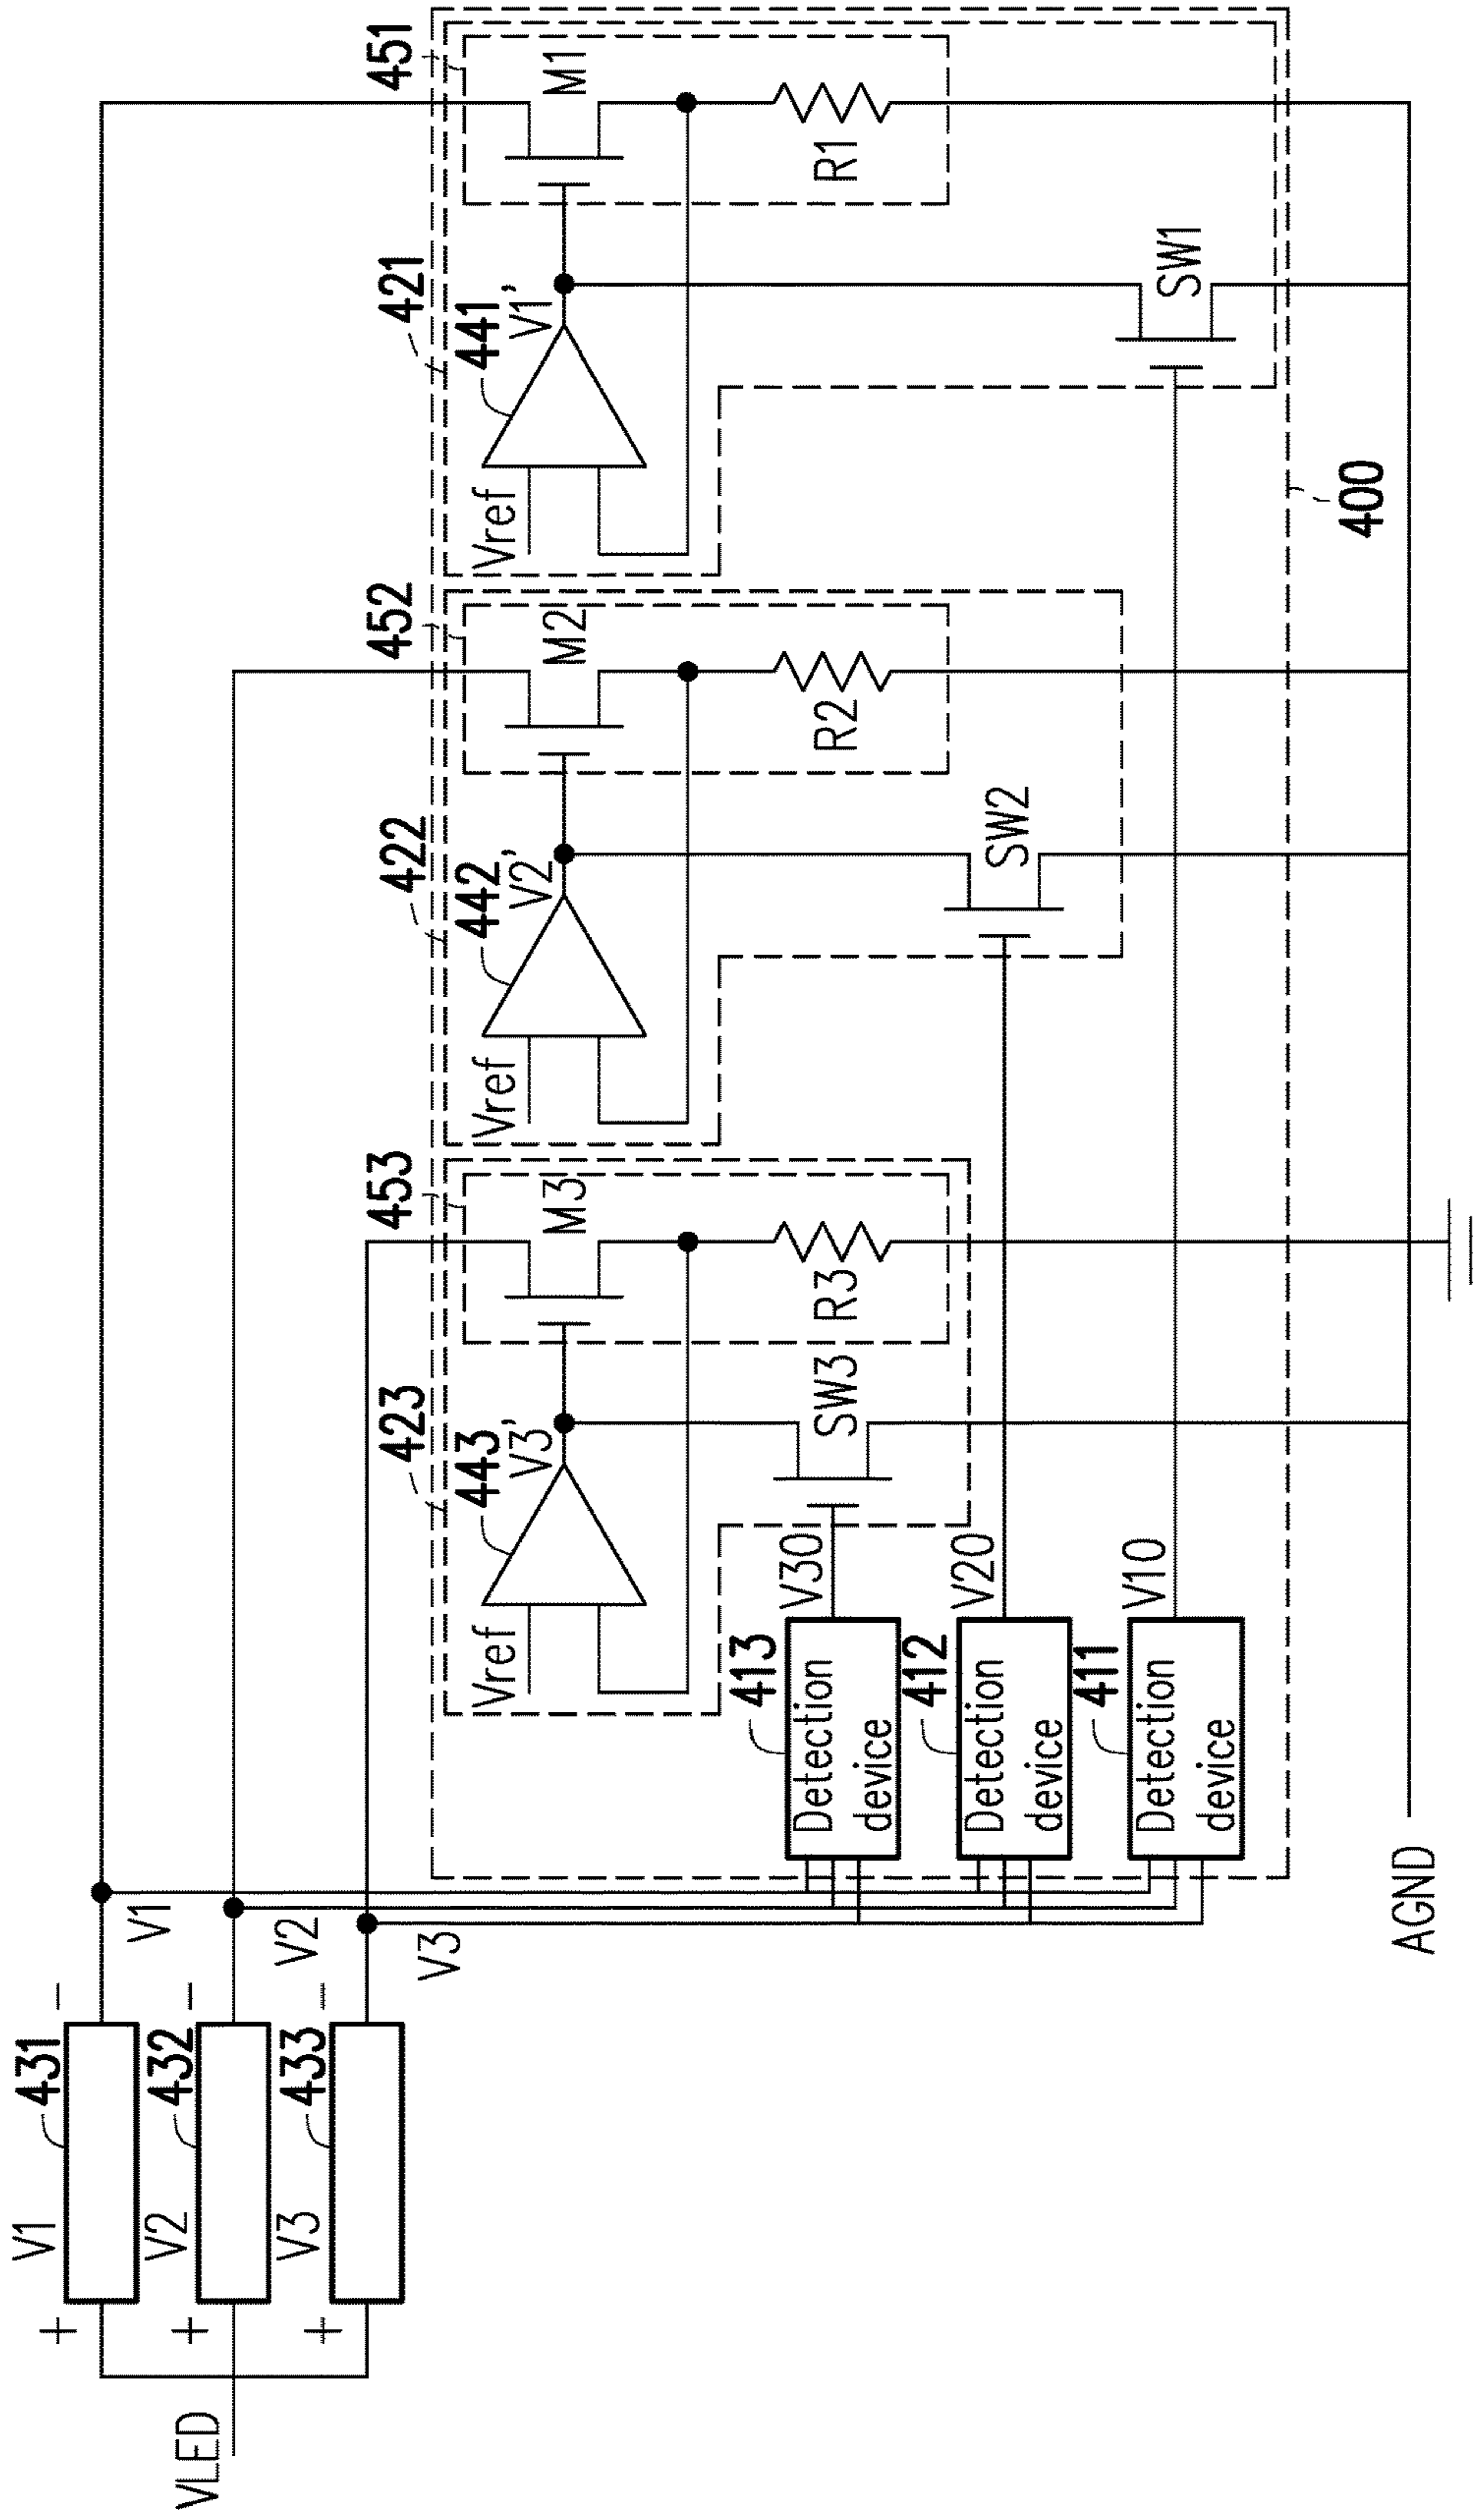 V1 431
+ −
V1
V2 432
+ −
VLED
V3 433
V2
+ −
V3
423 453 422 452 421 451
443 442 441
Vref V3' Vref V2' Vref V1'
M3 M2 M1
413
V30
Detection
device
SW3 R3 R2 R1
412
V20
Detection
device
SW2
411
V10
Detection
device
SW1
400
AGND